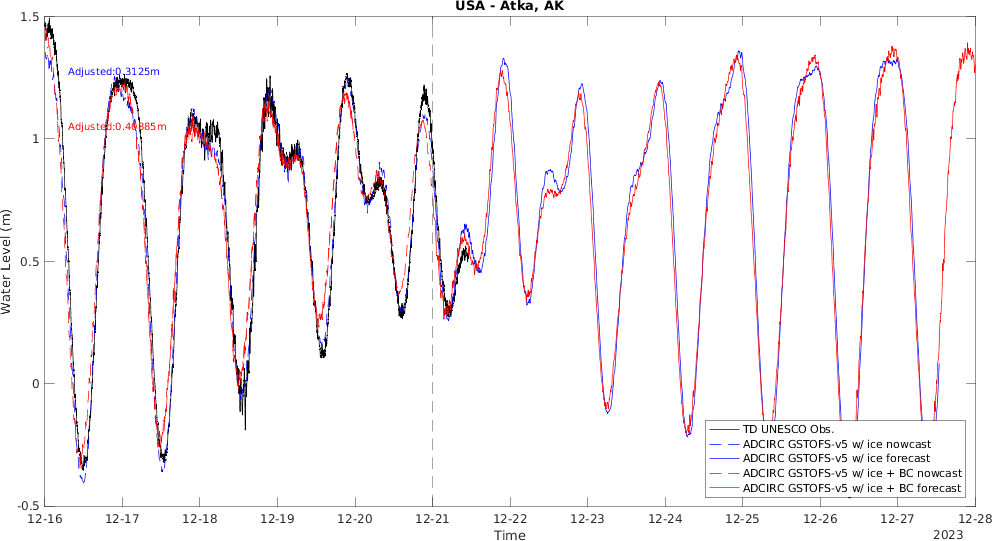 USA - Atka, AK
1.5
Adjusted:0.3125m
Adjusted:0.40885m
1
0.5
0
-0.5
Water Level (m)
TD UNESCO Obs.
ADCIRC GSTOFS-v5 w/ ice nowcast
ADCIRC GSTOFS-v5 w/ ice forecast
ADCIRC GSTOFS-v5 w/ ice + BC nowcast
ADCIRC GSTOFS-v5 w/ ice + BC forecast
12-16 12-17 12-18 12-19 12-20 12-21 12-22 12-23 12-24 12-25 12-26 12-27 12-28
Time
2023